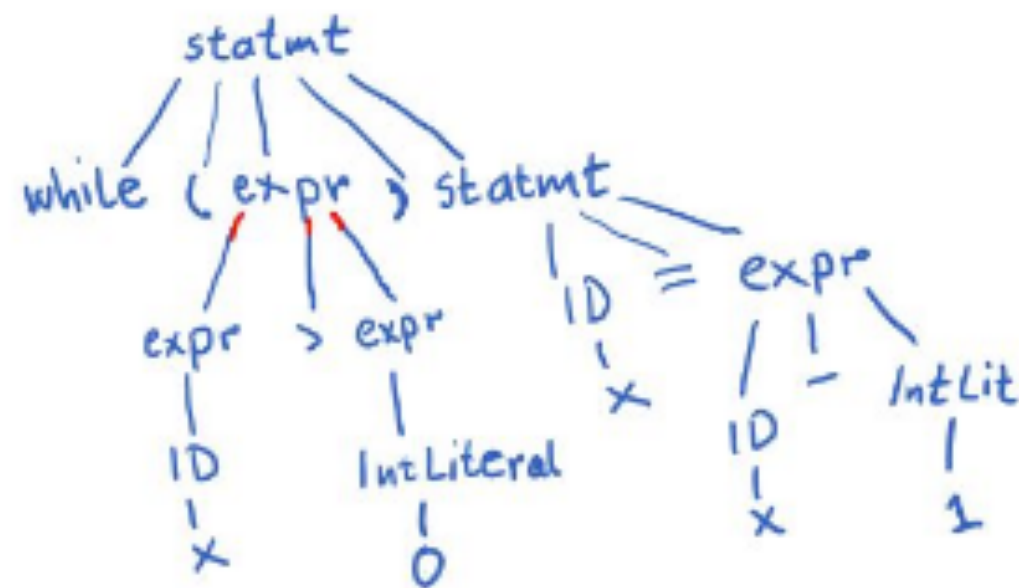 statmt
while ( expr ) statmt
ID = expr
expr > expr
x ID - IntLit
ID IntLiteral
x 0 x 1